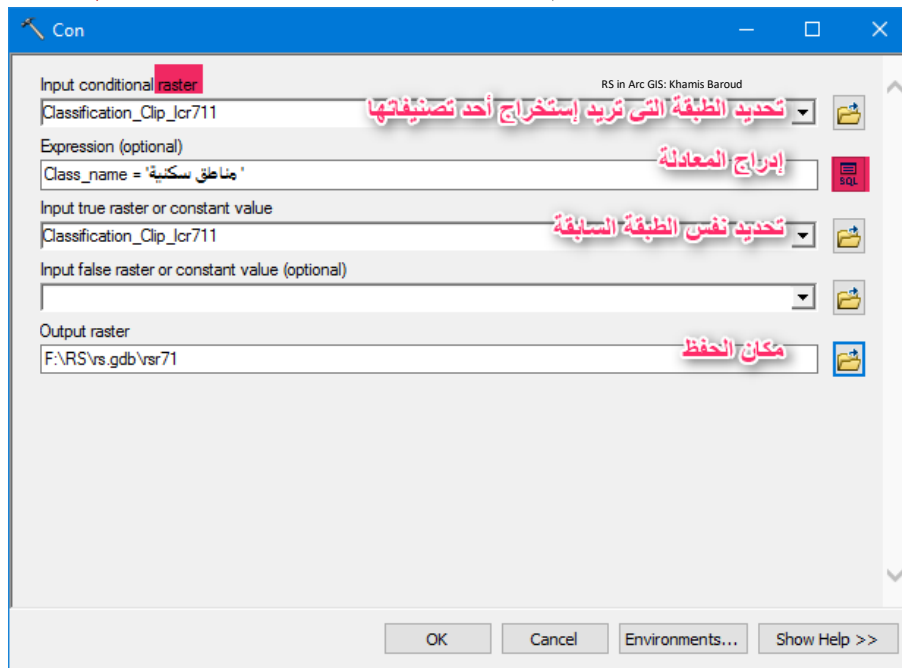 Con
Input conditional raster
RS in Arc GIS: Khamis Baroud
Classification_Clip_lcr711
تحديد الطبقة التى تريد إستخراج أحد تصنيفاتها
Expression (optional)
إدراج المعادلة
Class_name = 'مناطق سكنية '
SQL
Input true raster or constant value
Classification_Clip_lcr711
تحديد نفس الطبقة السابقة
Input false raster or constant value (optional)
Output raster
مكان الحفظ
F:\RS\rs.gdb\rsr71
OK Cancel Environments... Show Help >>